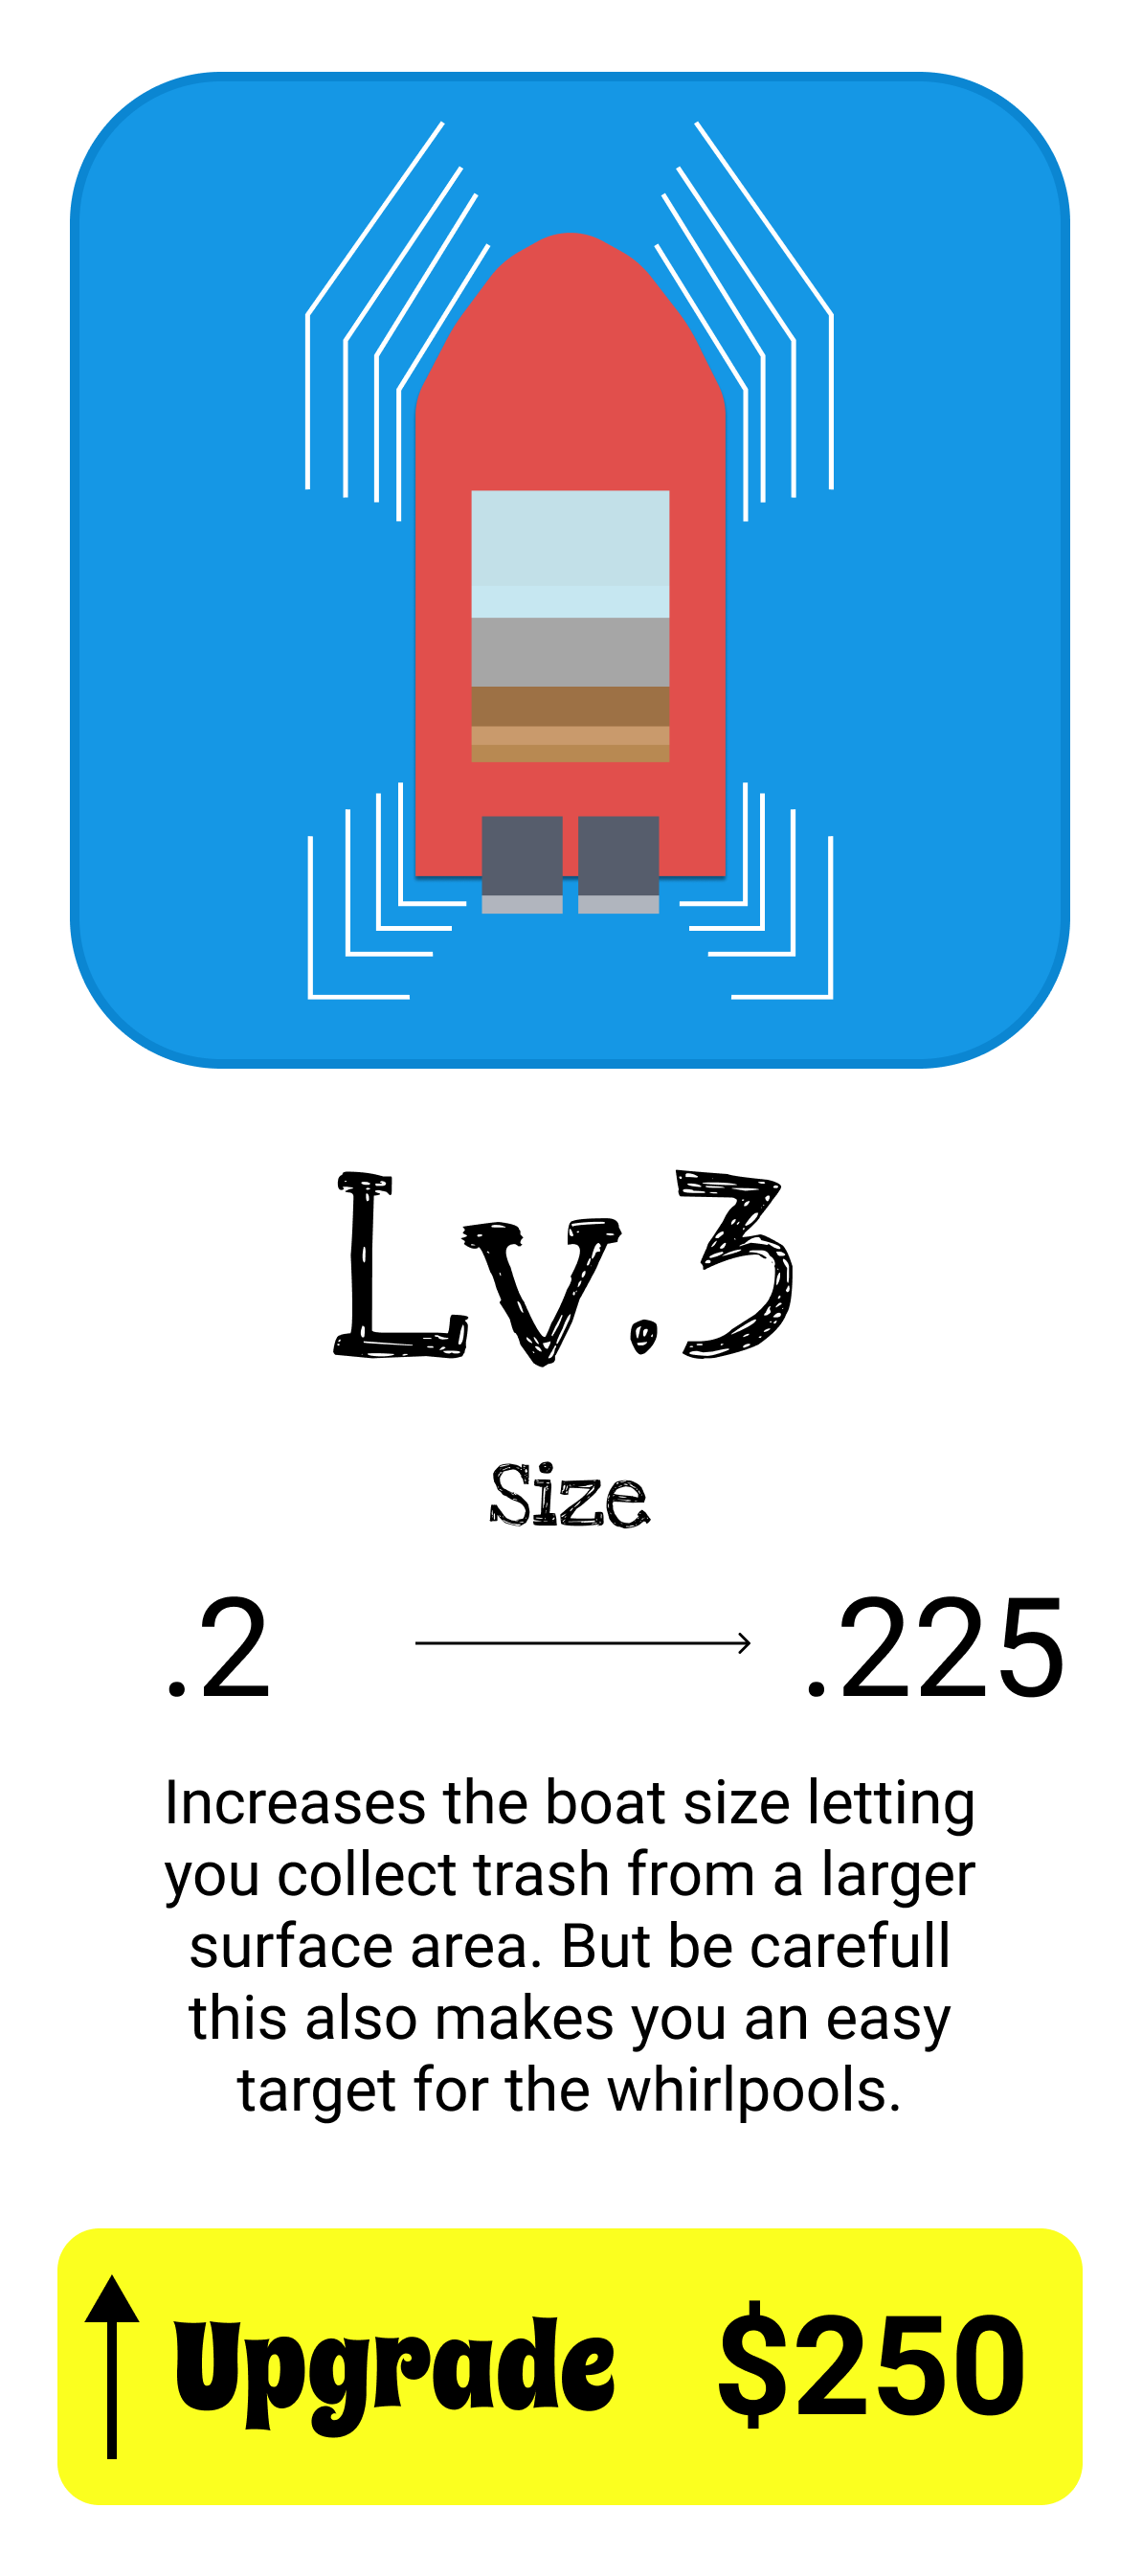 Lv.3
Size
.2 .225
Increases the boat size letting
you collect trash from a larger
surface area. But be carefull
this also makes you an easy
target for the whirlpools.
Upgrade $250